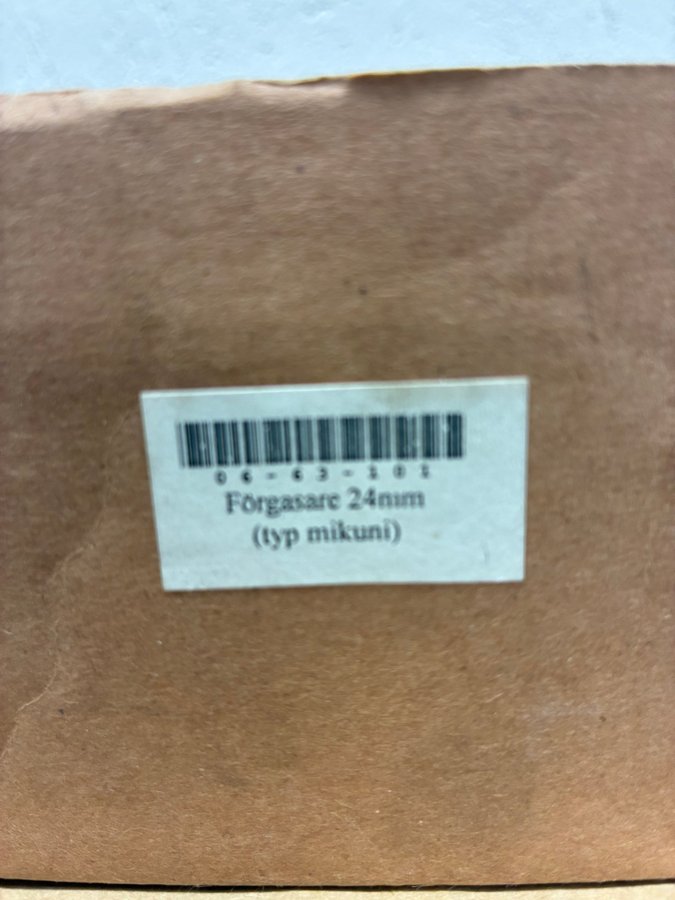 06-63-101
Förgasare 24mm
(typ mikuni)